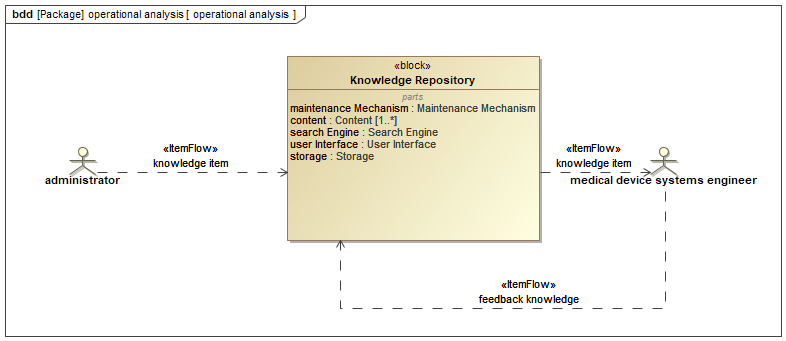 bdd [Package] operational analysis [ operational analysis ]
«block»
Knowledge Repository
parts
maintenance Mechanism : Maintenance Mechanism
content : Content [1..*]
search Engine : Search Engine
user Interface : User Interface
storage : Storage
«ItemFlow»
knowledge item
administrator
«ItemFlow»
knowledge item
medical device systems engineer
«ItemFlow»
feedback knowledge